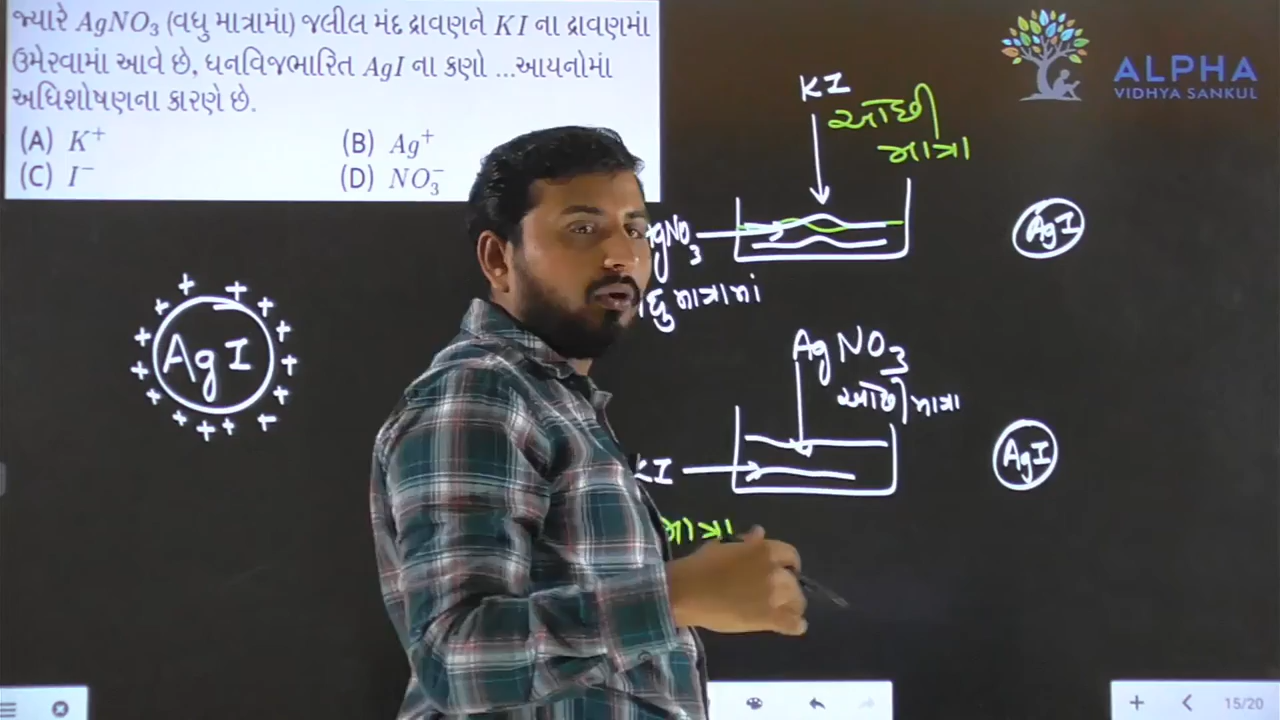 જ્યારે AgNO₃ (વધુ માત્રામાં) જલીલ મંદ દ્રાવણને KI ના દ્રાવણમાં
ઉમેરવામાં આવે છે, ધનવિજભારિત AgI ના કણો ...આયનોમાં
અધિશોષણના કારણે છે.
(A) K⁺ (B) Ag⁺
(C) I⁻ (D) NO₃⁻
ALPHA
VIDHYA SANKUL
KI
ઓછી
માત્રા
AgNO₃
માત્રામાં
AgI
AgNO₃
ઓછી માત્રા
KI
માત્રા
AgI
+ + + + + + + + + + + + + + +
AgI
15/20